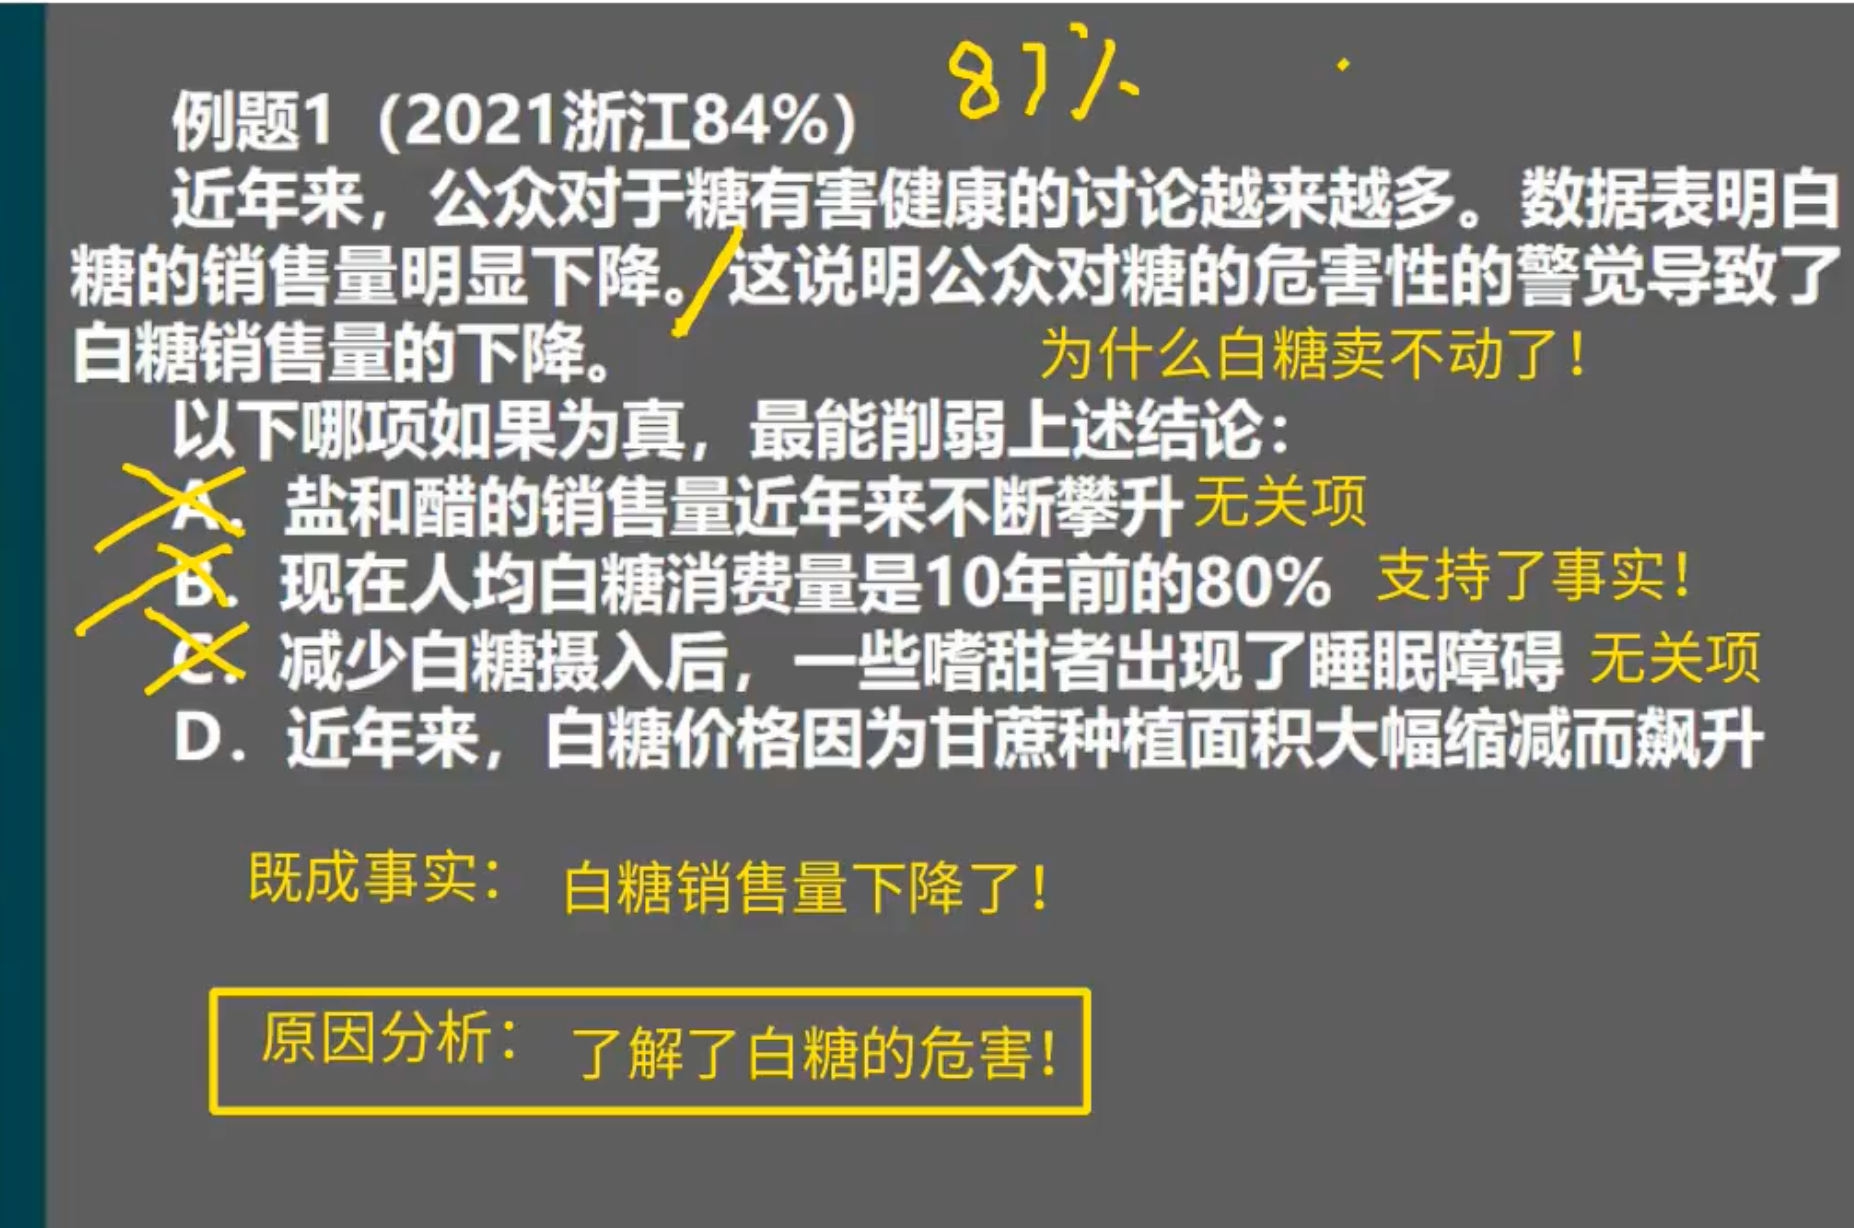 87%
例题1（2021浙江84%）
近年来，公众对于糖有害健康的讨论越来越多。数据表明白
糖的销售量明显下降。这说明公众对糖的危害性的警觉导致了
白糖销售量的下降。
为什么白糖卖不动了！
以下哪项如果为真，最能削弱上述结论：
A. 盐和醋的销售量近年来不断攀升 无关项
B. 现在人均白糖消费量是10年前的80% 支持了事实！
C. 减少白糖摄入后，一些嗜甜者出现了睡眠障碍 无关项
D. 近年来，白糖价格因为甘蔗种植面积大幅缩减而飙升
既成事实： 白糖销售量下降了！
原因分析： 了解了白糖的危害！